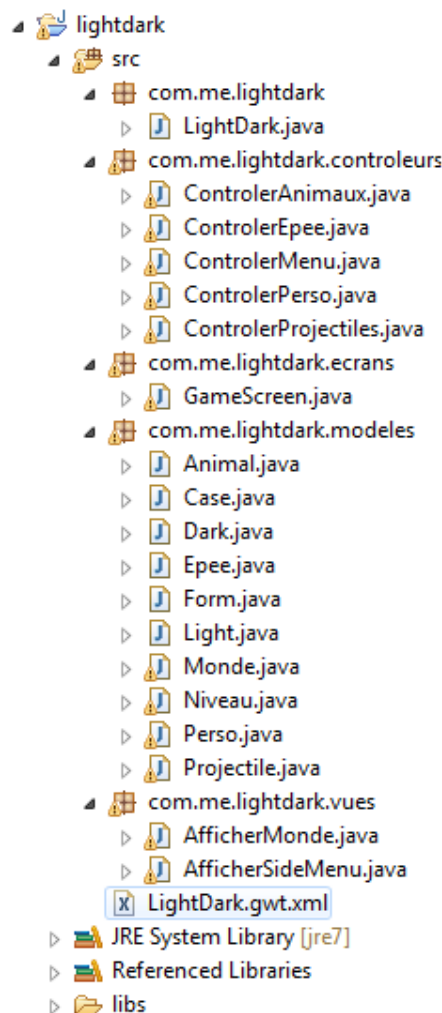 lightdark
src
com.me.lightdark
LightDark.java
com.me.lightdark.controleurs
ControlerAnimaux.java
ControlerEpee.java
ControlerMenu.java
ControlerPerso.java
ControlerProjectiles.java
com.me.lightdark.ecrans
GameScreen.java
com.me.lightdark.modeles
Animal.java
Case.java
Dark.java
Epee.java
Form.java
Light.java
Monde.java
Niveau.java
Perso.java
Projectile.java
com.me.lightdark.vues
AfficherMonde.java
AfficherSideMenu.java
LightDark.gwt.xml
JRE System Library [jre7]
Referenced Libraries
libs